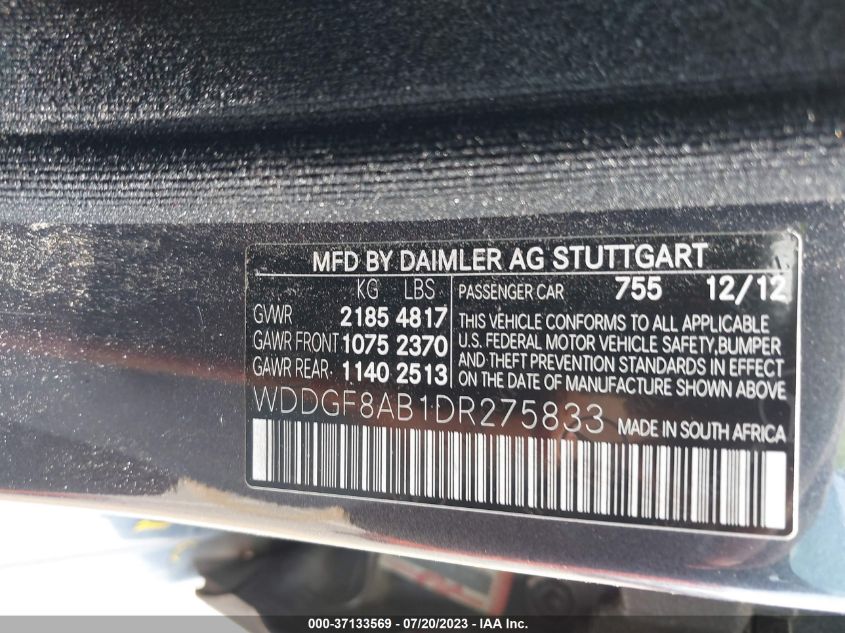 MFD BY DAIMLER AG STUTTGART
KG LBS
GVWR 2185 4817
GAWR FRONT 1075 2370
GAWR REAR 1140 2513
PASSENGER CAR 755 12/12
THIS VEHICLE CONFORMS TO ALL APPLICABLE
U.S. FEDERAL MOTOR VEHICLE SAFETY,BUMPER
AND THEFT PREVENTION STANDARDS IN EFFECT
ON THE DATE OF MANUFACTURE SHOWN ABOVE.
WDDGF8AB1DR275833 MADE IN SOUTH AFRICA
000-37133569 | 07/20/2023 - IAA Inc.